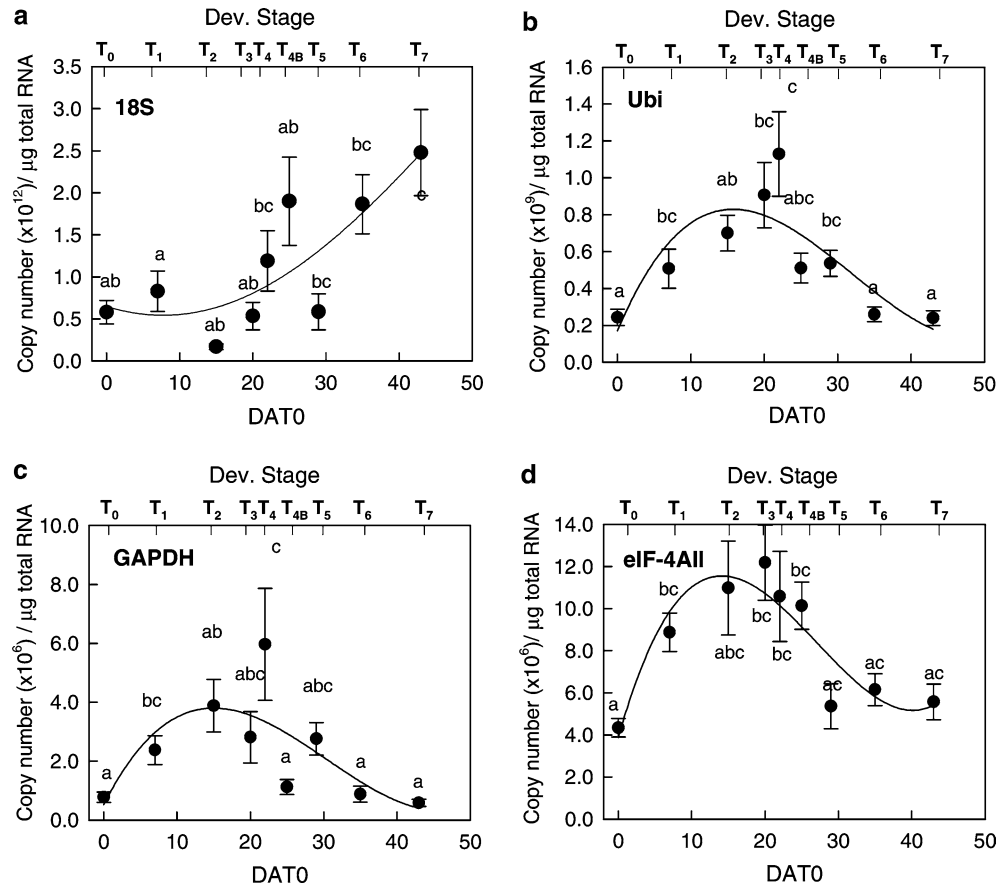 a
Dev. Stage
T0 T1 T2 T3 T4 T4B T5 T6 T7
18S
Copy number (x10^12)/ µg total RNA
3.5
3.0
2.5
2.0
1.5
1.0
0.5
0.0
ab a ab ab bc ab bc bc c
0 10 20 30 40 50
DAT0
b
Dev. Stage
T0 T1 T2 T3 T4 T4B T5 T6 T7
Ubi
Copy number (x10^9)/ µg total RNA
1.6
1.4
1.2
1.0
0.8
0.6
0.4
0.2
0.0
a bc ab bc c abc bc a a
0 10 20 30 40 50
DAT0
c
Dev. Stage
T0 T1 T2 T3 T4 T4B T5 T6 T7
GAPDH
Copy number (x10^6) / µg total RNA
10.0
8.0
6.0
4.0
2.0
0.0
a bc ab abc c a abc a a
0 10 20 30 40 50
DAT0
d
Dev. Stage
T0 T1 T2 T3 T4 T4B T5 T6 T7
eIF-4AII
Copy number (x10^6)/ µg total RNA
14.0
12.0
10.0
8.0
6.0
4.0
2.0
0.0
a bc abc bc bc bc ac ac ac
0 10 20 30 40 50
DAT0